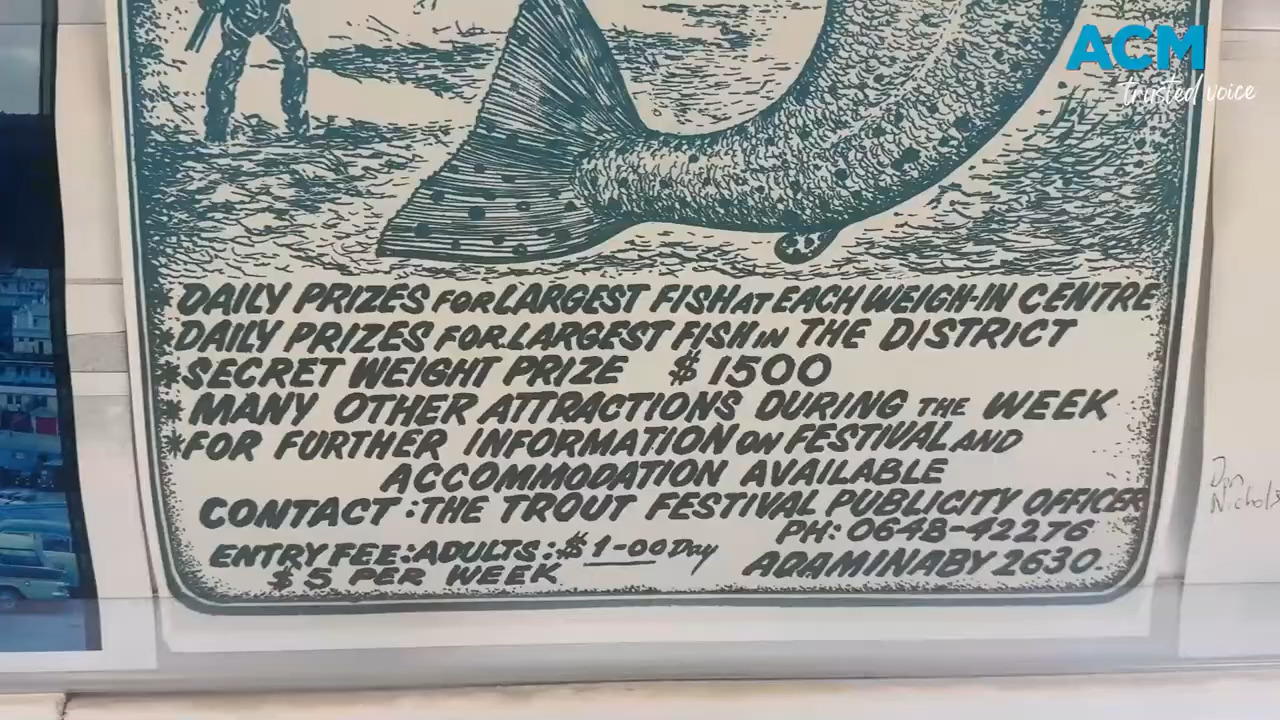 ACM
trusted voice
* DAILY PRIZES FOR LARGEST FISH AT EACH WEIGH-IN CENTRE
* DAILY PRIZES FOR LARGEST FISH IN THE DISTRICT
* SECRET WEIGHT PRIZE $ 1500
* MANY OTHER ATTRACTIONS DURING THE WEEK
* FOR FURTHER INFORMATION ON FESTIVAL AND
ACCOMMODATION AVAILABLE
CONTACT : THE TROUT FESTIVAL PUBLICITY OFFICER
PH: 0648-42276
ENTRY FEE: ADULTS: $ 1-00 Day
$5 PER WEEK
ADAMINABY 2630.
Don